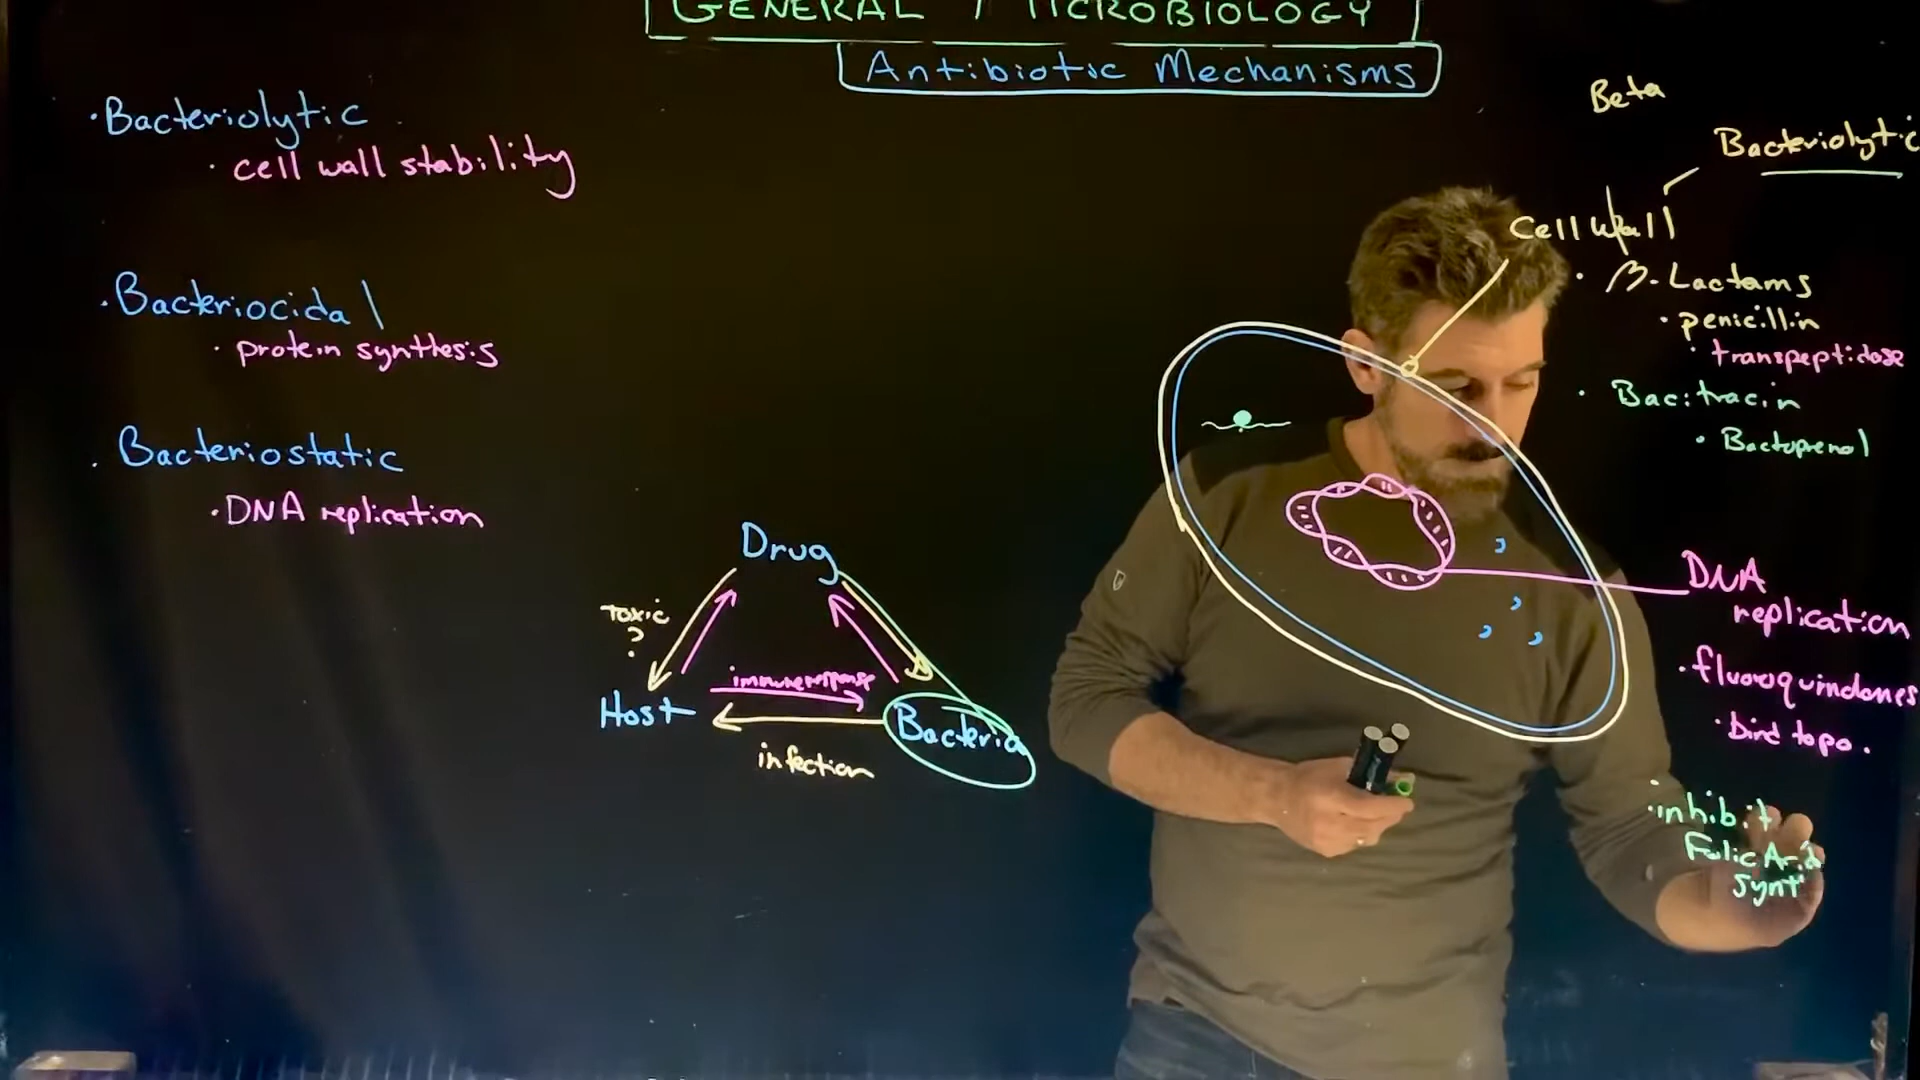 GENERAL MICROBIOLOGY
Antibiotic Mechanisms
• Bacteriolytic
• cell wall stability
• Bacteriocidal
• protein synthesis
• Bacteriostatic
• DNA replication
Drug
Toxic
?
immune response
Host
Bacteria
infection
Beta
Bacteriolytic
Cell Wall
• β-Lactams
• penicillin
• transpeptidase
• Bacitracin
• Bactoprenol
DNA
replication
• fluoroquinolones
• bind topo.
• inhibit
Folic Acid
Synt